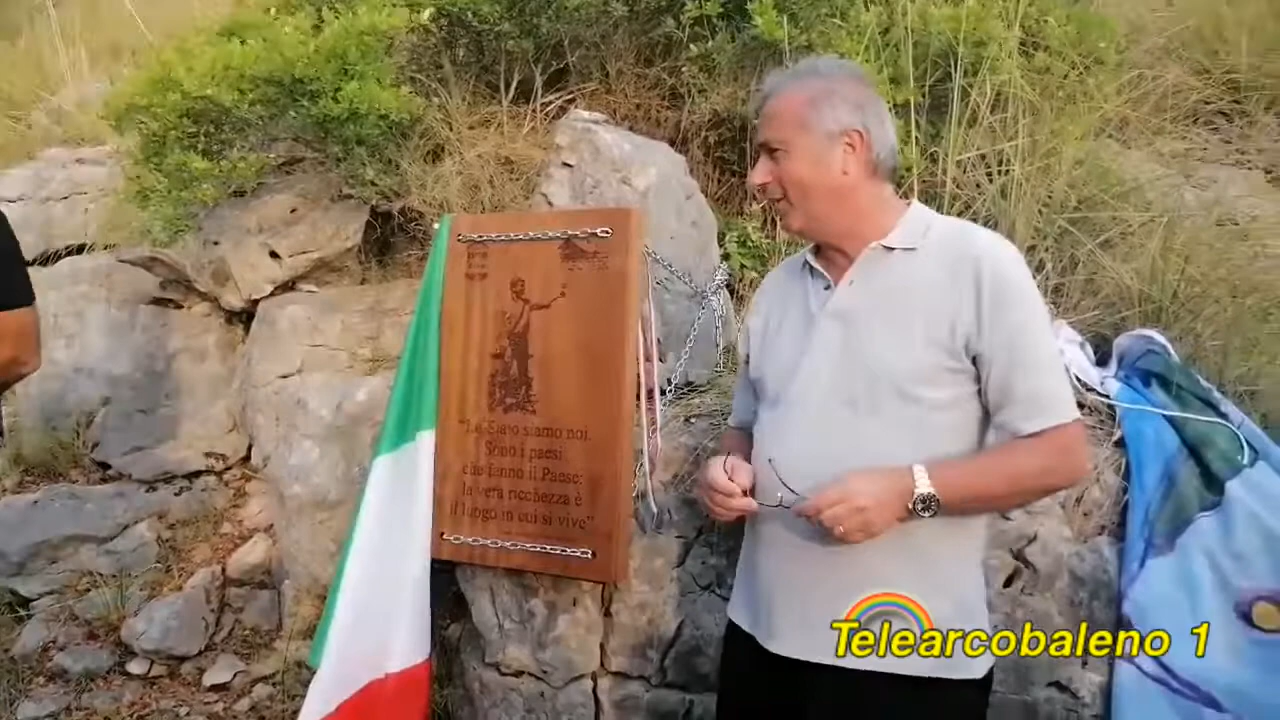 "Lo Stato siamo noi.
Sono i paesi
che fanno il Paese:
la vera ricchezza è
il luogo in cui si vive"
Telearcobaleno 1